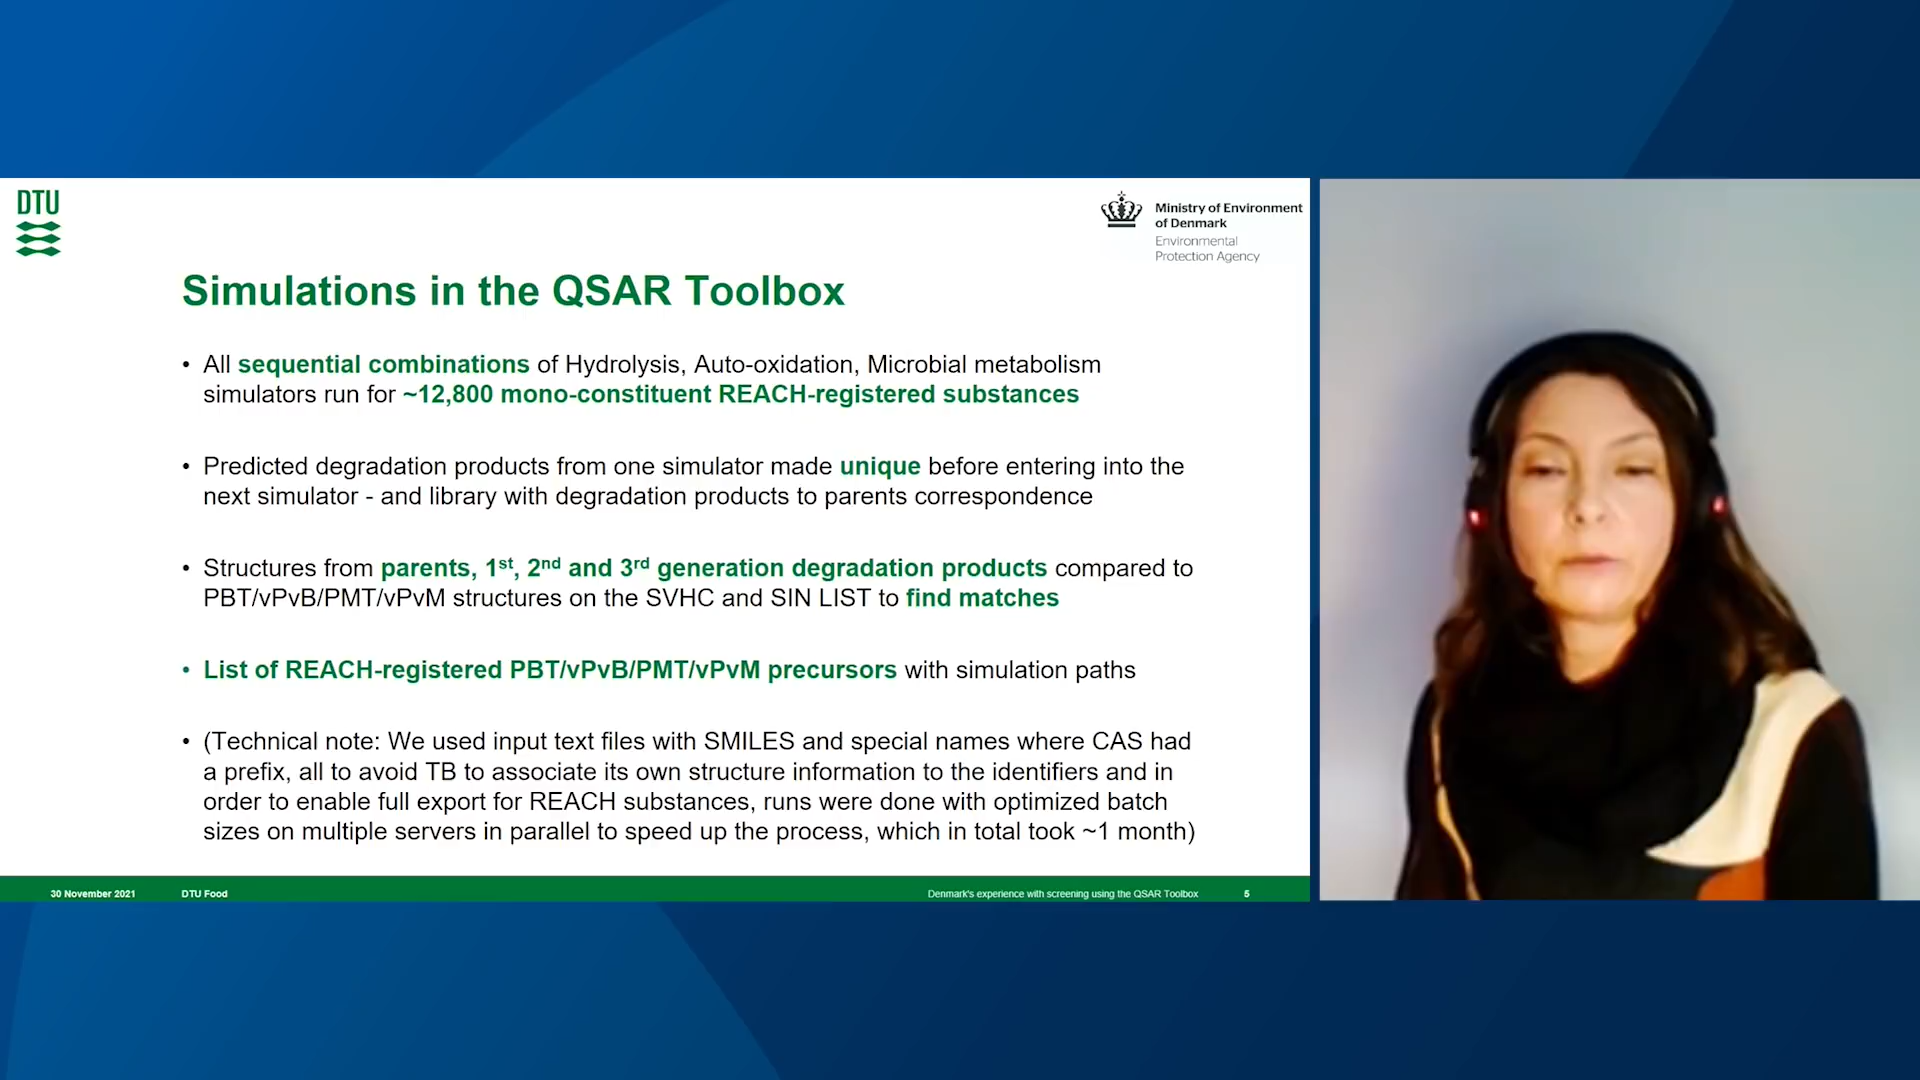 DTU
Ministry of Environment
of Denmark
Environmental
Protection Agency
Simulations in the QSAR Toolbox
• All sequential combinations of Hydrolysis, Auto-oxidation, Microbial metabolism
simulators run for ~12,800 mono-constituent REACH-registered substances
• Predicted degradation products from one simulator made unique before entering into the
next simulator - and library with degradation products to parents correspondence
• Structures from parents, 1st, 2nd and 3rd generation degradation products compared to
PBT/vPvB/PMT/vPvM structures on the SVHC and SIN LIST to find matches
• List of REACH-registered PBT/vPvB/PMT/vPvM precursors with simulation paths
• (Technical note: We used input text files with SMILES and special names where CAS had
a prefix, all to avoid TB to associate its own structure information to the identifiers and in
order to enable full export for REACH substances, runs were done with optimized batch
sizes on multiple servers in parallel to speed up the process, which in total took ~1 month)
30 November 2021 DTU Food Denmark's experience with screening using the QSAR Toolbox 5